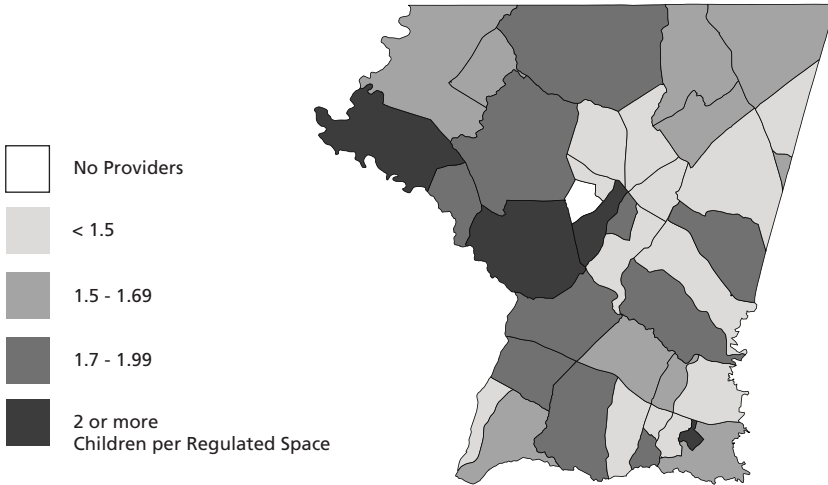 No Providers
< 1.5
1.5 - 1.69
1.7 - 1.99
2 or more
Children per Regulated Space